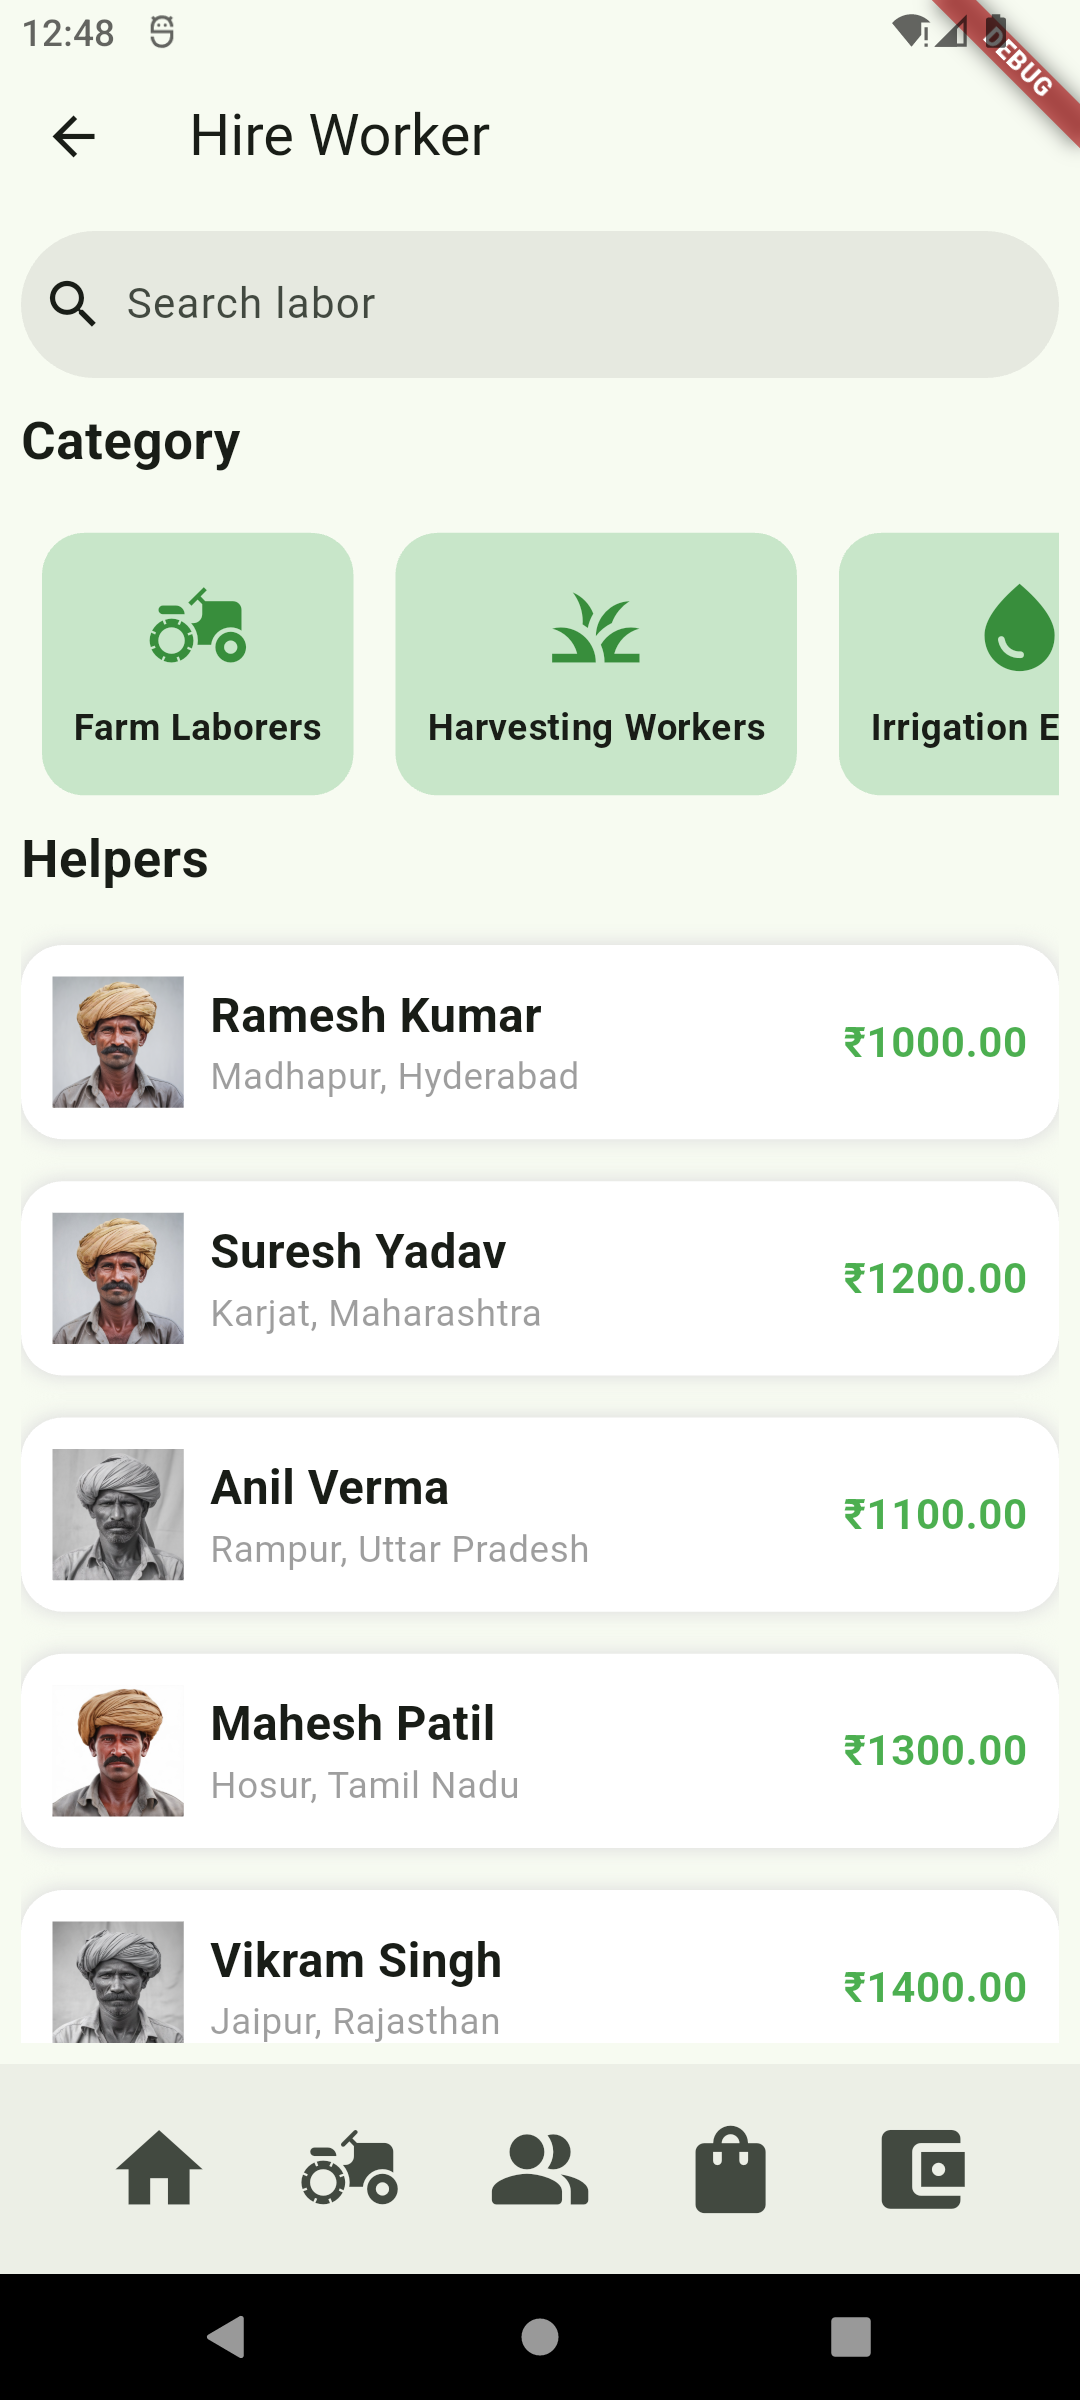 12:48
DEBUG
Hire Worker
Search labor
Category
Farm Laborers
Harvesting Workers
Irrigation E
Helpers
Ramesh Kumar
Madhapur, Hyderabad
₹1000.00
Suresh Yadav
Karjat, Maharashtra
₹1200.00
Anil Verma
Rampur, Uttar Pradesh
₹1100.00
Mahesh Patil
Hosur, Tamil Nadu
₹1300.00
Vikram Singh
Jaipur, Rajasthan
₹1400.00